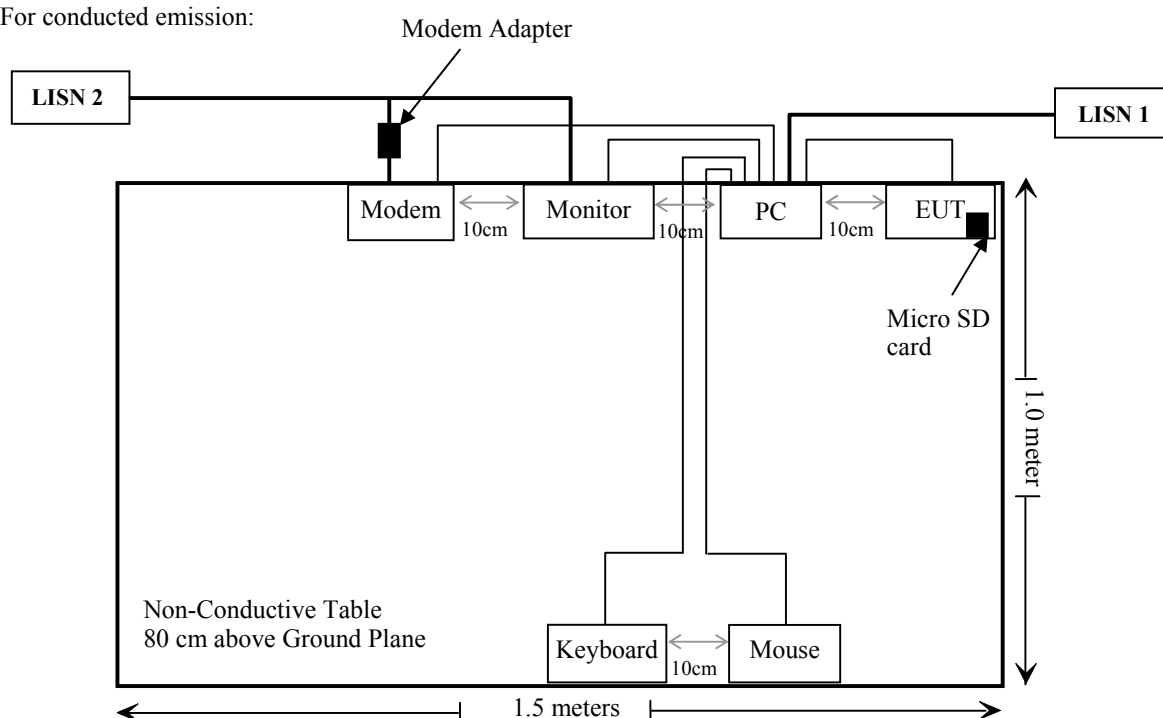 For conducted emission:
Modem Adapter
LISN 2
LISN 1
Modem
Monitor
PC
EUT
10cm
10cm
10cm
Micro SD
card
1.0 meter
Non-Conductive Table
80 cm above Ground Plane
Keyboard
Mouse
10cm
1.5 meters